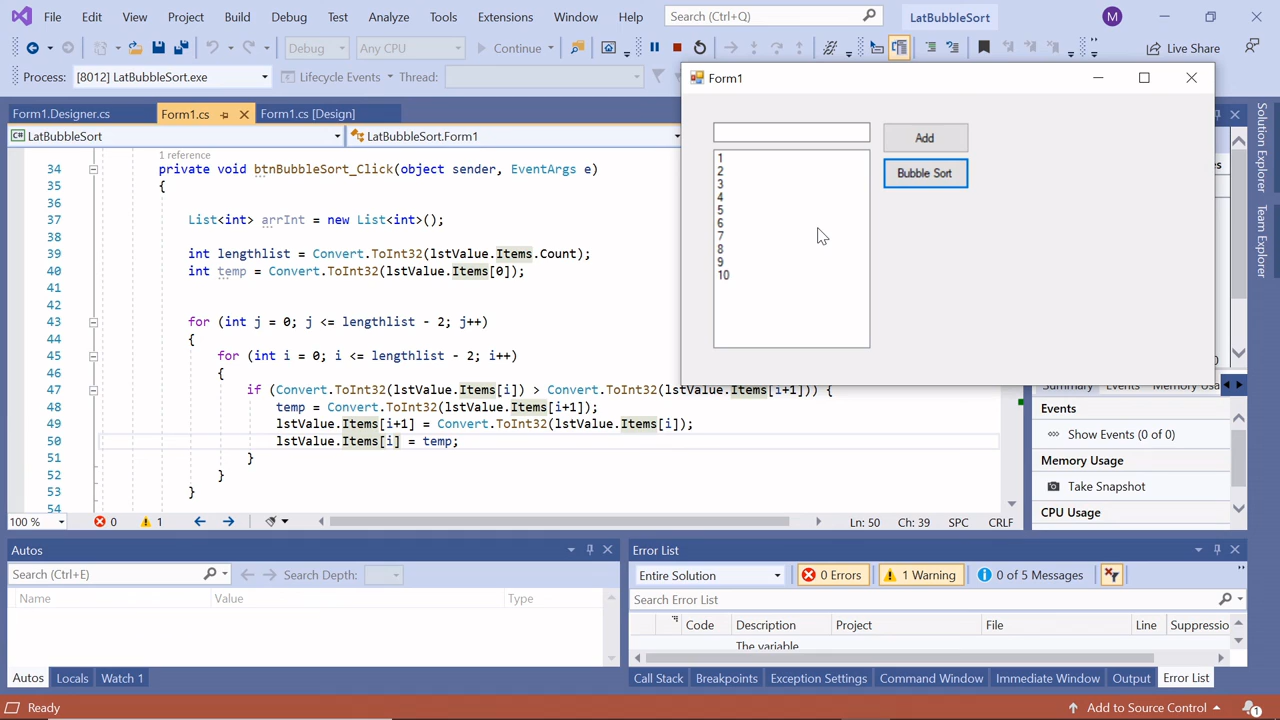 File Edit View Project Build Debug Test Analyze Tools Extensions Window Help Search (Ctrl+Q) LatBubbleSort M
Debug Any CPU Continue Live Share
Process: [8012] LatBubbleSort.exe Lifecycle Events Thread:
Form1.Designer.cs Form1.cs Form1.cs [Design]
LatBubbleSort LatBubbleSort.Form1
1 reference
34 private void btnBubbleSort_Click(object sender, EventArgs e)
35 {
36
37 List<int> arrInt = new List<int>();
38
39 int lengthlist = Convert.ToInt32(lstValue.Items.Count);
40 int temp = Convert.ToInt32(lstValue.Items[0]);
41
42
43 for (int j = 0; j <= lengthlist - 2; j++)
44 {
45 for (int i = 0; i <= lengthlist - 2; i++)
46 {
47 if (Convert.ToInt32(lstValue.Items[i]) > Convert.ToInt32(lstValue.Items[i+1])) {
48 temp = Convert.ToInt32(lstValue.Items[i+1]);
49 lstValue.Items[i+1] = Convert.ToInt32(lstValue.Items[i]);
50 lstValue.Items[i] = temp;
51 }
52 }
53 }
54
100 % 0 1 Ln: 50 Ch: 39 SPC CRLF
Form1
Add
Bubble Sort
1
2
3
4
5
6
7
8
9
10
Solution Explorer
Team Explorer
Summary Events Memory Usa
Events
Show Events (0 of 0)
Memory Usage
Take Snapshot
CPU Usage
Autos
Search (Ctrl+E) Search Depth:
Name Value Type
Autos Locals Watch 1
Error List
Entire Solution 0 Errors 1 Warning 0 of 5 Messages
Search Error List
Code Description Project File Line Suppressio
The variable
Call Stack Breakpoints Exception Settings Command Window Immediate Window Output Error List
Ready Add to Source Control 1